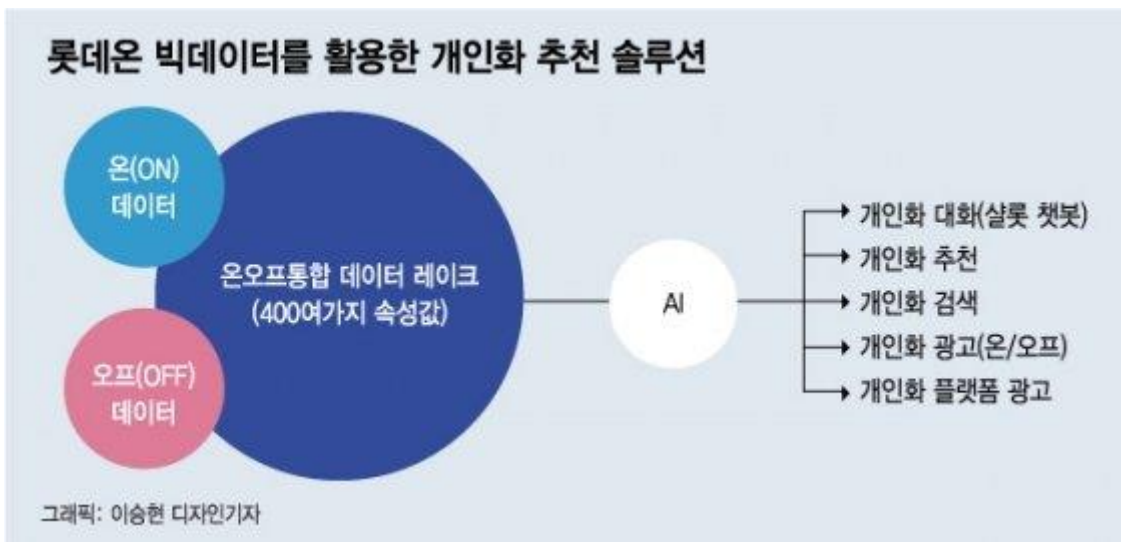 롯데온 빅데이터를 활용한 개인화 추천 솔루션
온(ON)
데이터
온오프통합 데이터 레이크
(400여가지 속성값)
오프(OFF)
데이터
AI
개인화 대화(샬롯 챗봇)
개인화 추천
개인화 검색
개인화 광고(온/오프)
개인화 플랫폼 광고
그래픽: 이승현 디자인기자